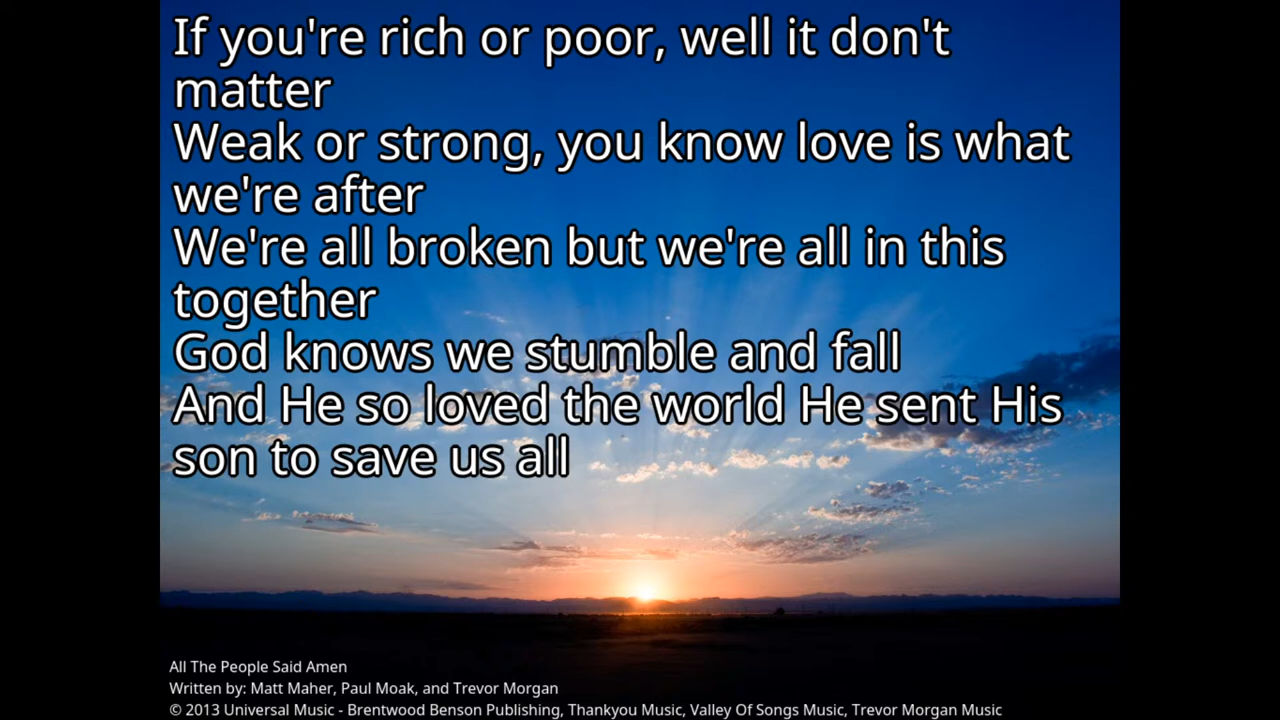 If you're rich or poor, well it don't
matter
Weak or strong, you know love is what
we're after
We're all broken but we're all in this
together
God knows we stumble and fall
And He so loved the world He sent His
son to save us all
All The People Said Amen
Written by: Matt Maher, Paul Moak, and Trevor Morgan
© 2013 Universal Music - Brentwood Benson Publishing, Thankyou Music, Valley Of Songs Music, Trevor Morgan Music